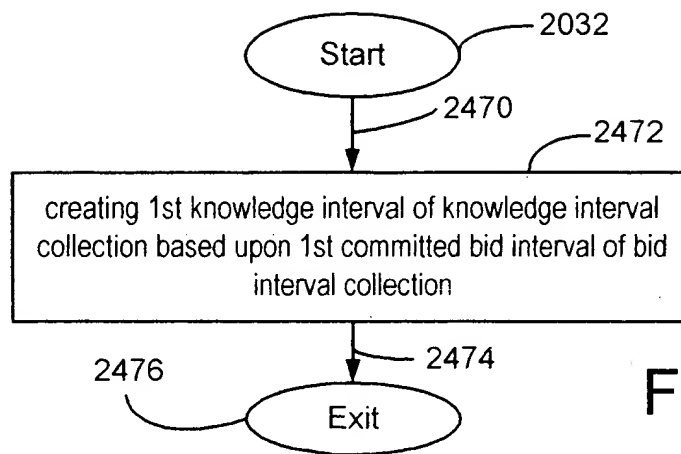 2032
Start
2470
2472
creating 1st knowledge interval of knowledge interval
collection based upon 1st committed bid interval of bid
interval collection
2474
2476
Exit
F